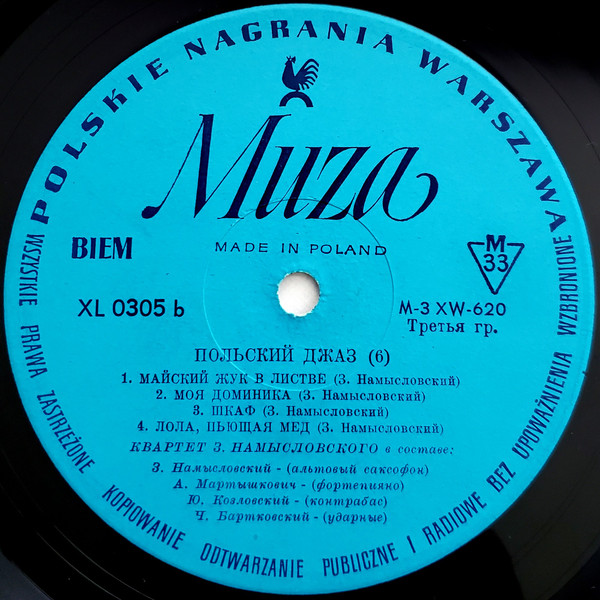 POLSKIE NAGRANIA WARSZAWA
Muza
MADE IN POLAND
BIEM
M
33
XL 0305 b
M-3 XW-620
Третья гр.
ПОЛЬСКИЙ ДЖАЗ (6)
1. МАЙСКИЙ ЖУК В ЛИСТВЕ (З. Намысловский)
2. МОЯ ДОМИНИКА (З. Намысловский)
3. ШКАФ (З. Намысловский)
4. ЛОЛА, ПЬЮЩАЯ МЕД (З. Намысловский)
КВАРТЕТ З. НАМЫСЛОВСКОГО в составе:
З. Намысловский - (альтовый саксофон)
А. Мартышкович - (фортепияно)
Ю. Козловский - (контрабас)
Ч. Бартковский - (ударные)
WSZYSTKIE PRAWA ZASTRZEŻONE KOPIOWANIE ODTWARZANIE PUBLICZNE I RADIOWE BEZ UPOWAŻNIENIA WZBRONIONE